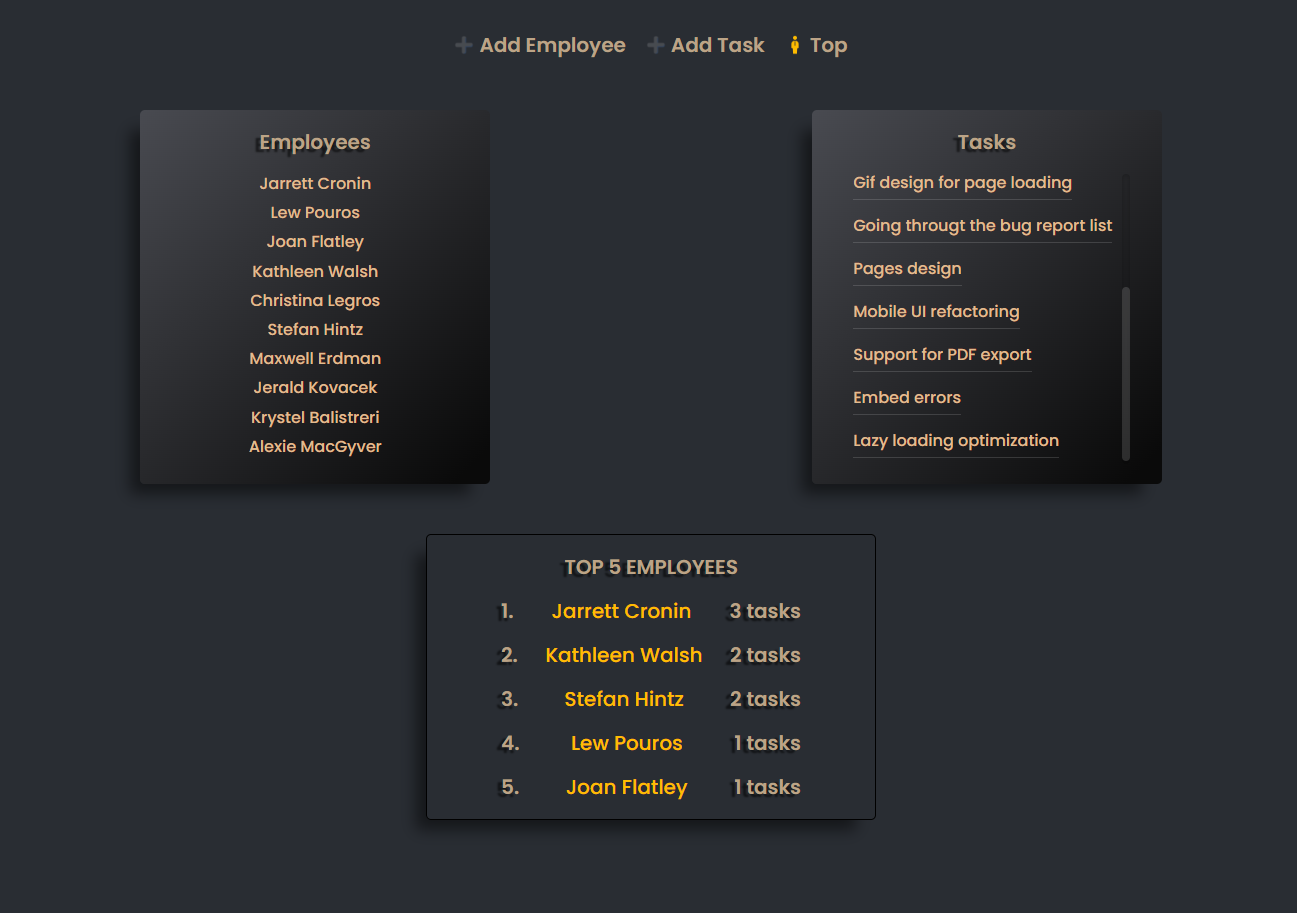 Add Employee Add Task Top
Employees
Jarrett Cronin
Lew Pouros
Joan Flatley
Kathleen Walsh
Christina Legros
Stefan Hintz
Maxwell Erdman
Jerald Kovacek
Krystel Balistreri
Alexie MacGyver
Tasks
Gif design for page loading
Going througt the bug report list
Pages design
Mobile UI refactoring
Support for PDF export
Embed errors
Lazy loading optimization
TOP 5 EMPLOYEES
1. Jarrett Cronin 3 tasks
2. Kathleen Walsh 2 tasks
3. Stefan Hintz 2 tasks
4. Lew Pouros 1 tasks
5. Joan Flatley 1 tasks